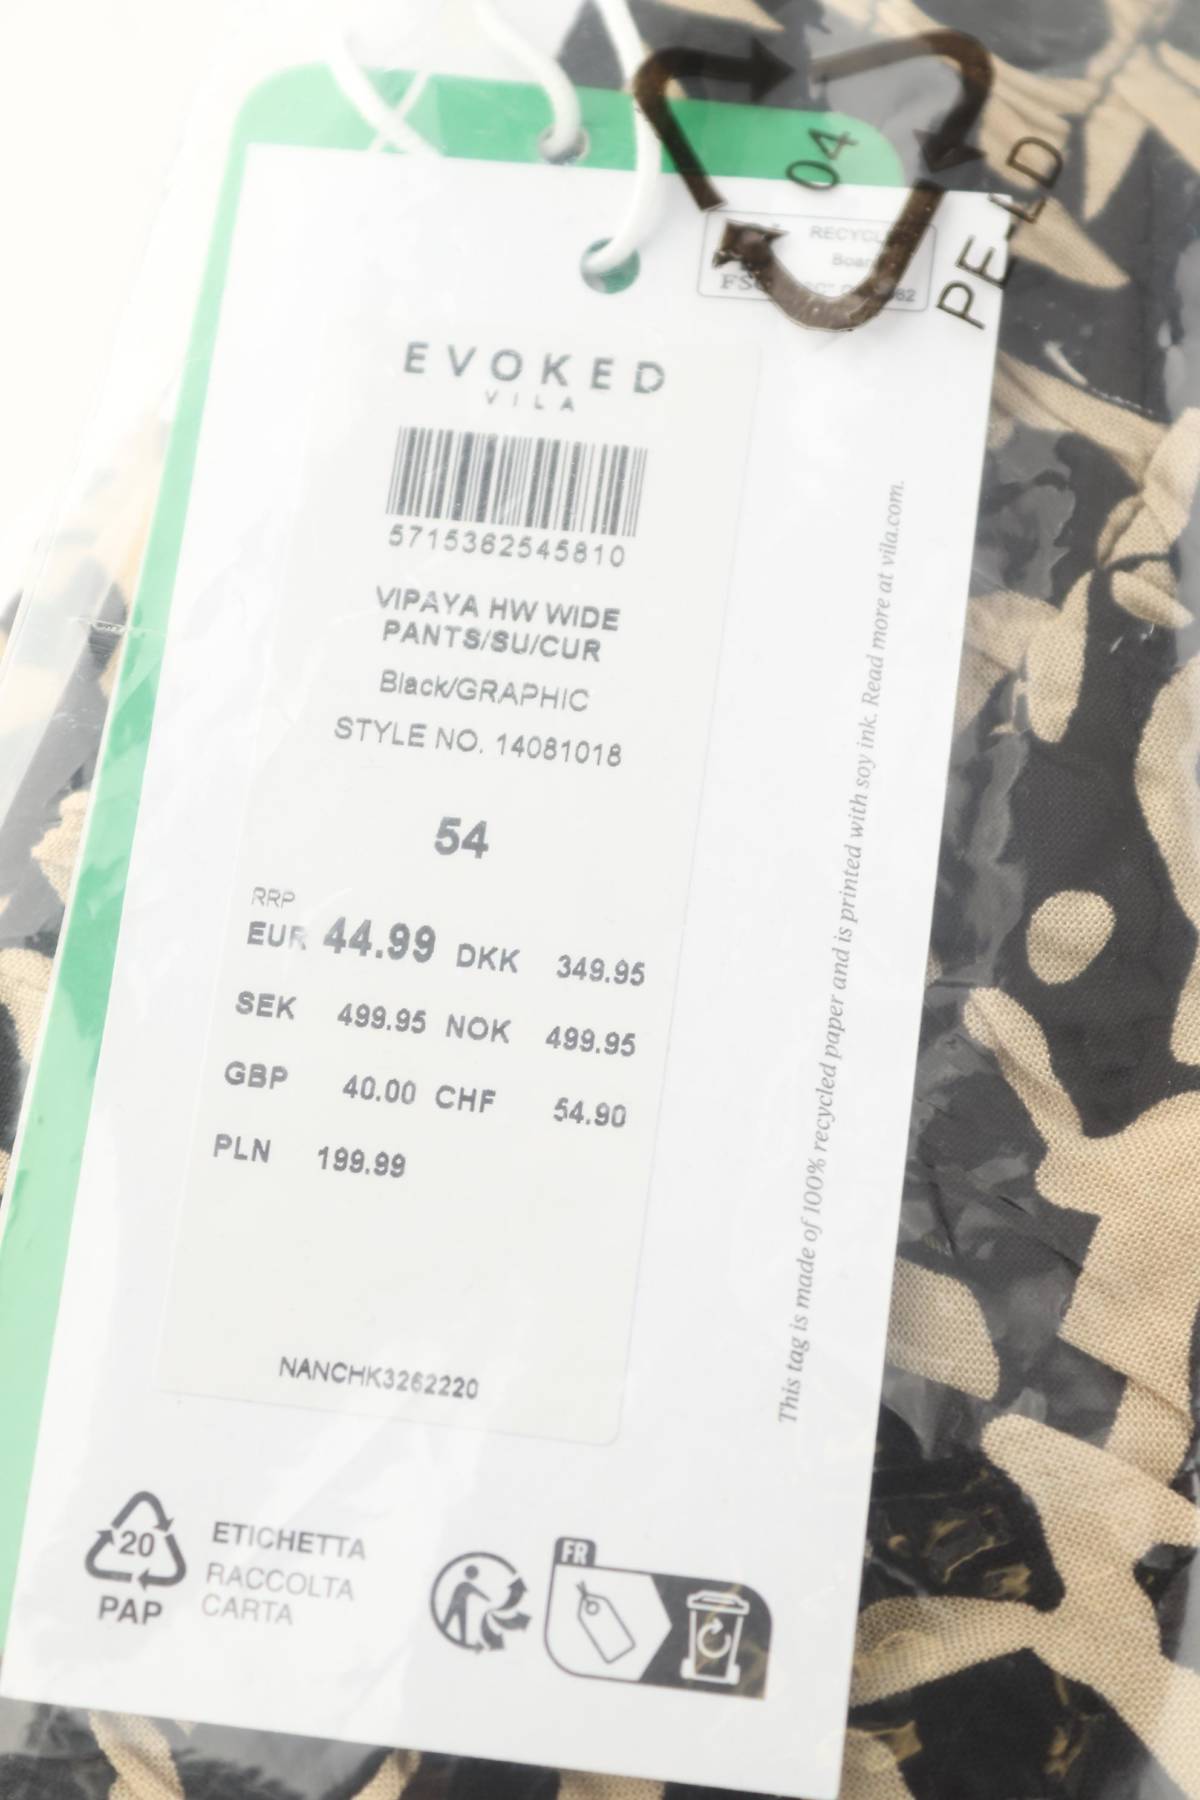 04
PE-LD
RECYCLED
Board
FSC
EVOKED
VILA
5715362545810
VIPAYA HW WIDE
PANTS/SU/CUR
Black/GRAPHIC
STYLE NO. 14081018
54
RRP
EUR 44.99 DKK 349.95
SEK 499.95 NOK 499.95
GBP 40.00 CHF 54.90
PLN 199.99
NANCHK3262220
This tag is made of 100% recycled paper and is printed with soy ink. Read more at vila.com.
20
PAP
ETICHETTA
RACCOLTA
CARTA
FR